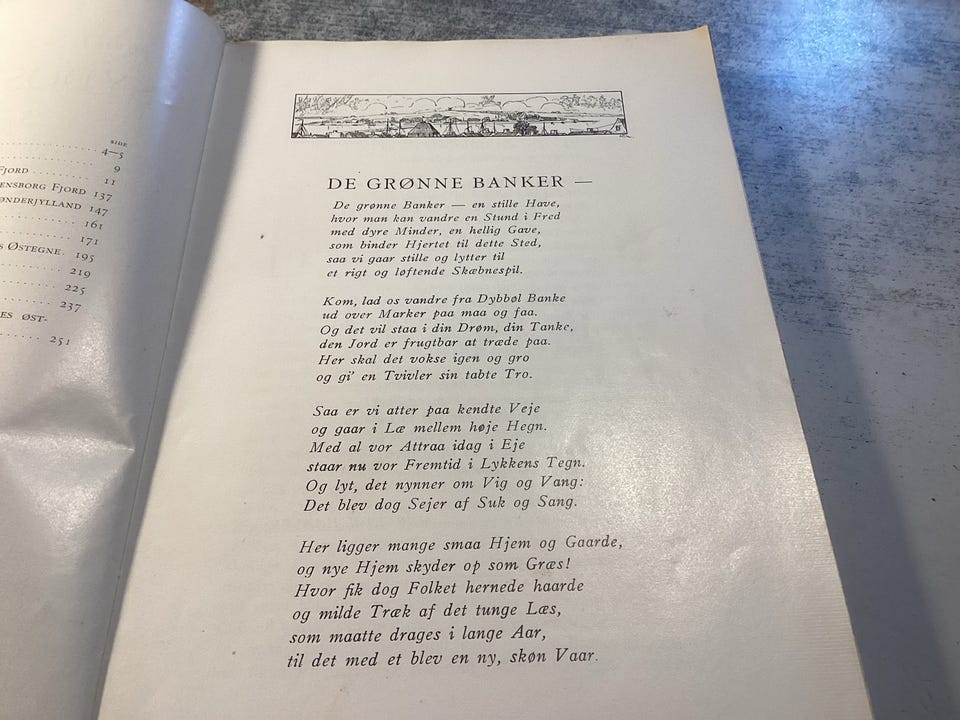 SIDE
4—5
9
FJORD 11
ENSBORG FJORD 137
ØNDERJYLLAND 147
161
171
S ØSTEGNE 195
219
225
237
ES ØST-
251
DE GRØNNE BANKER —
De grønne Banker — en stille Have,
hvor man kan vandre en Stund i Fred
med dyre Minder, en hellig Gave,
som binder Hjertet til dette Sted,
saa vi gaar stille og lytter til
et rigt og løftende Skæbnespil.
Kom, lad os vandre fra Dybbøl Banke
ud over Marker paa maa og faa.
Og det vil staa i din Drøm, din Tanke,
den Jord er frugtbar at træde paa.
Her skal det vokse igen og gro
og gi' en Tvivler sin tabte Tro.
Saa er vi atter paa kendte Veje
og gaar i Læ mellem høje Hegn.
Med al vor Attraa idag i Eje
staar nu vor Fremtid i Lykkens Tegn.
Og lyt, det nynner om Vig og Vang:
Det blev dog Sejer af Suk og Sang.
Her ligger mange smaa Hjem og Gaarde,
og nye Hjem skyder op som Græs!
Hvor fik dog Folket hernede haarde
og milde Træk af det tunge Læs,
som maatte drages i lange Aar,
til det med et blev en ny, skøn Vaar.